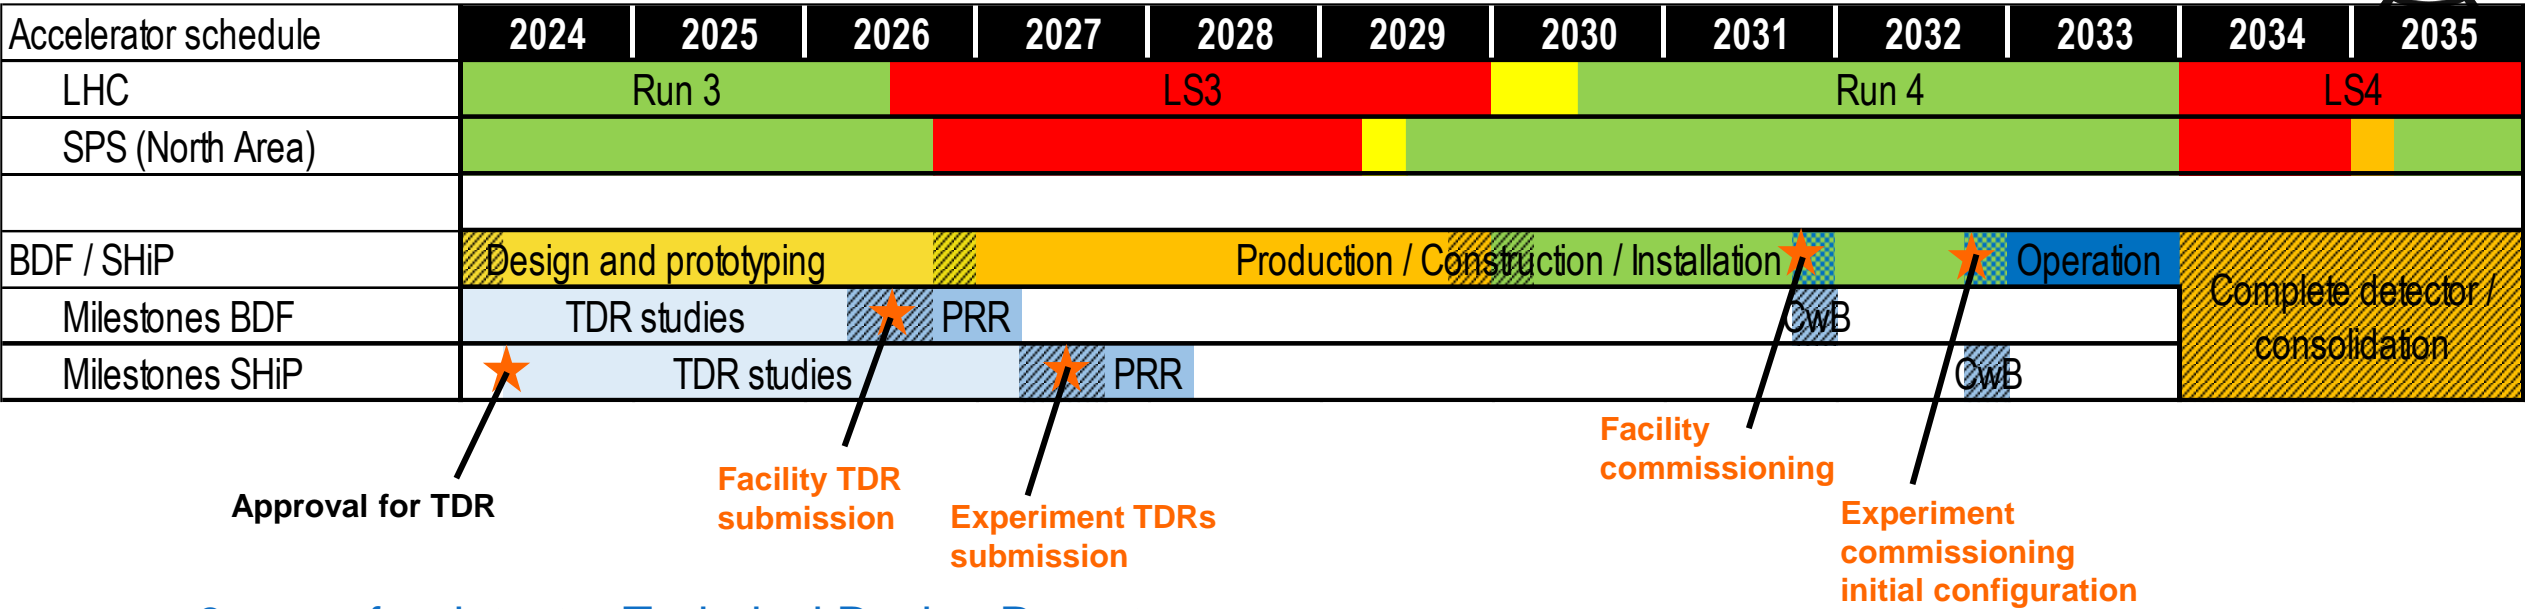 Accelerator schedule 2024 2025 2026 2027 2028 2029 2030 2031 2032 2033 2034 2035
LHC Run 3 LS3 Run 4 LS4
SPS (North Area)
BDF / SHiP Design and prototyping Production / Construction / Installation Operation
Complete detector /
consolidation
Milestones BDF TDR studies PRR CwB
Milestones SHiP TDR studies PRR CwB
Approval for TDR
Facility TDR
submission
Experiment TDRs
submission
Facility
commissioning
Experiment
commissioning
initial configuration